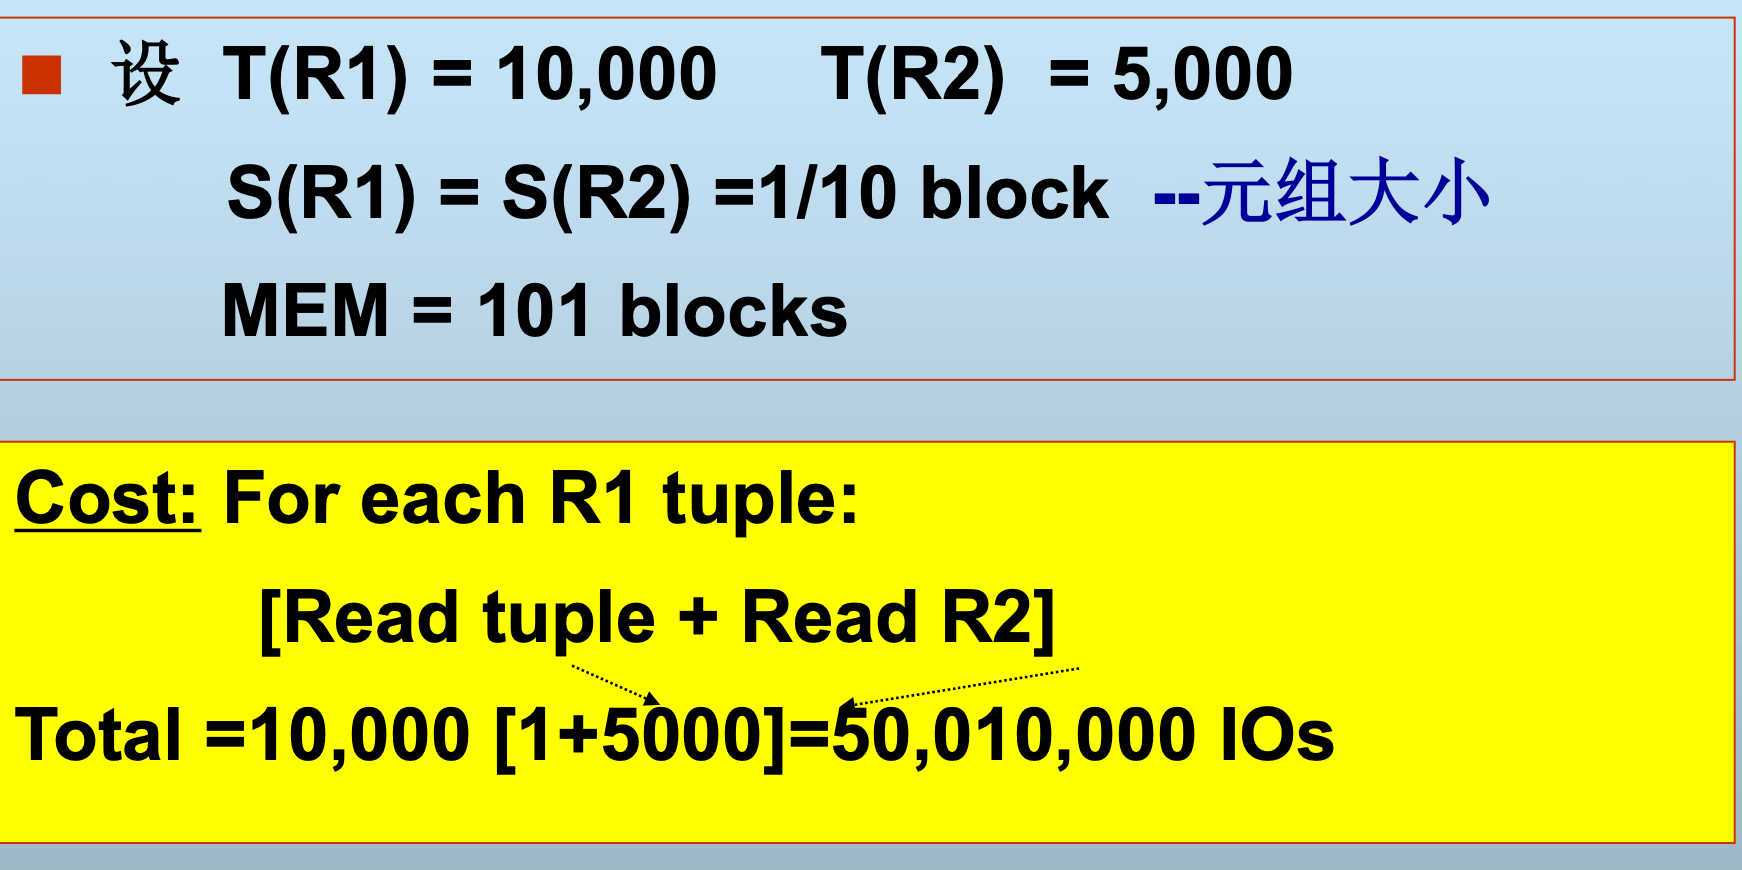 设 T(R1) = 10,000 T(R2) = 5,000
S(R1) = S(R2) =1/10 block --元组大小
MEM = 101 blocks
Cost: For each R1 tuple:
[Read tuple + Read R2]
Total =10,000 [1+5000]=50,010,000 IOs